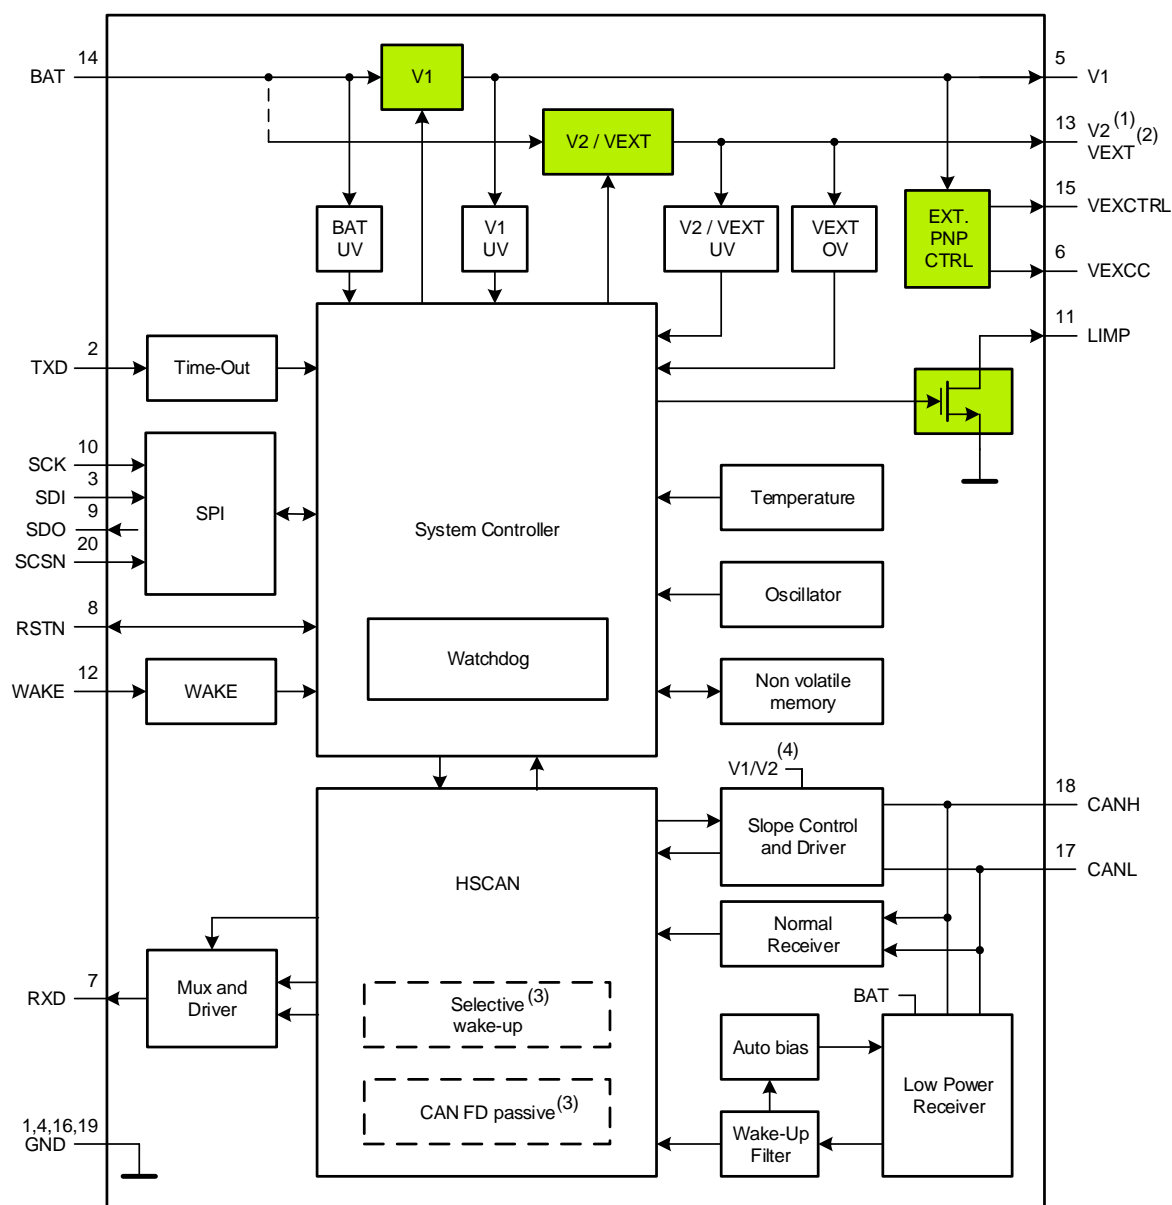 14
BAT
V1
5
V1
V2 / VEXT
13
V2(1)
VEXT(2)
BAT
UV
V1
UV
V2 / VEXT
UV
VEXT
OV
EXT.
PNP
CTRL
15
VEXCTRL
6
VEXCC
11
LIMP
2
TXD
Time-Out
10
SCK
3
SDI
9
SDO
20
SCSN
SPI
System Controller
Temperature
Oscillator
8
RSTN
Watchdog
12
WAKE
WAKE
Non volatile
memory
V1/V2(4)
18
CANH
Slope Control
and Driver
17
CANL
HSCAN
Normal
Receiver
7
RXD
Mux and
Driver
Selective(3)
wake-up
BAT
Auto bias
Low Power
Receiver
CAN FD passive(3)
Wake-Up
Filter
1,4,16,19
GND